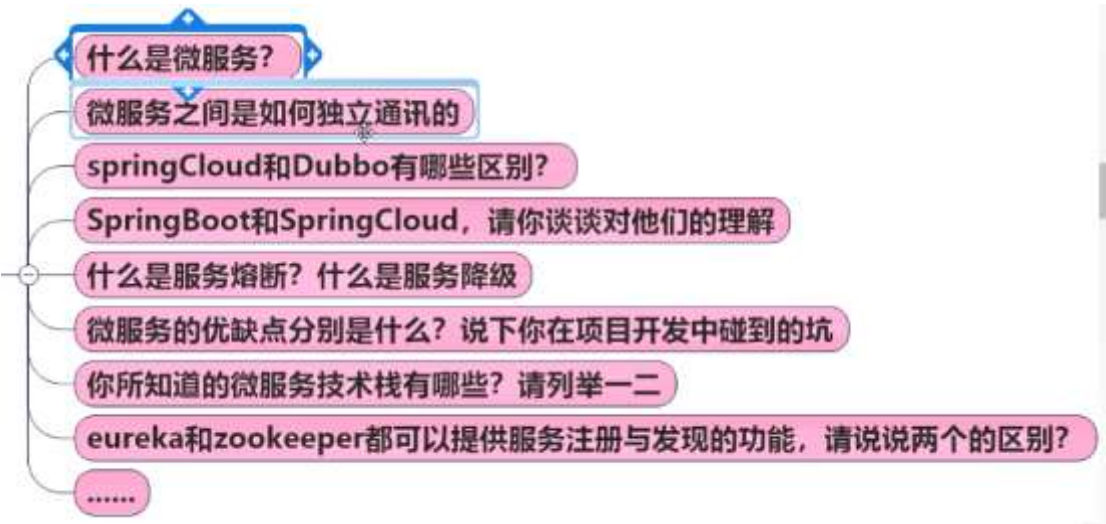 什么是微服务？
微服务之间是如何独立通讯的
springCloud和Dubbo有哪些区别？
SpringBoot和SpringCloud，请你谈谈对他们的理解
什么是服务熔断？什么是服务降级
微服务的优缺点分别是什么？说下你在项目开发中碰到的坑
你所知道的微服务技术栈有哪些？请列举一二
eureka和zookeeper都可以提供服务注册与发现的功能，请说说两个的区别？
......